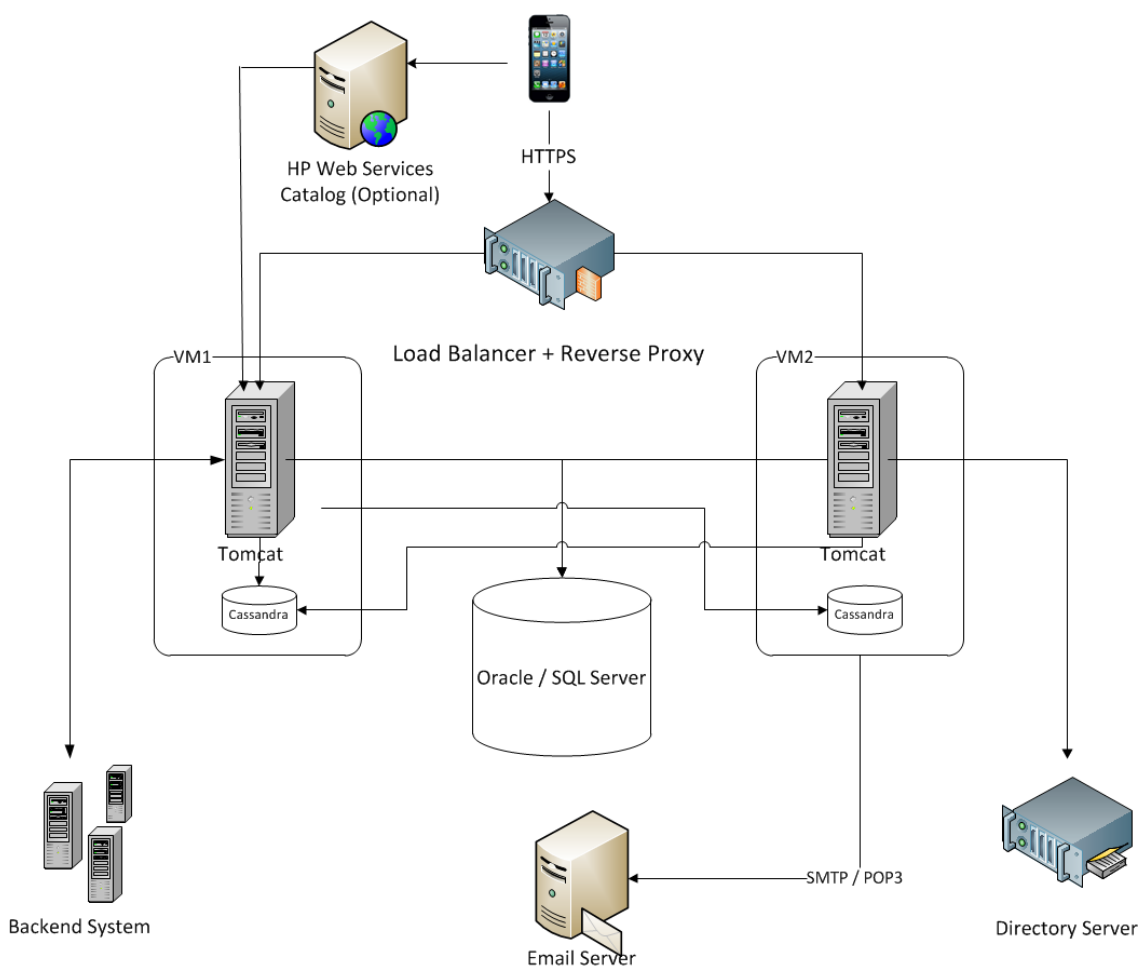 HP Web Services
Catalog (Optional)
HTTPS
Load Balancer + Reverse Proxy
VM1
VM2
Tomcat
Tomcat
Cassandra
Cassandra
Oracle / SQL Server
SMTP / POP3
Backend System
Email Server
Directory Server